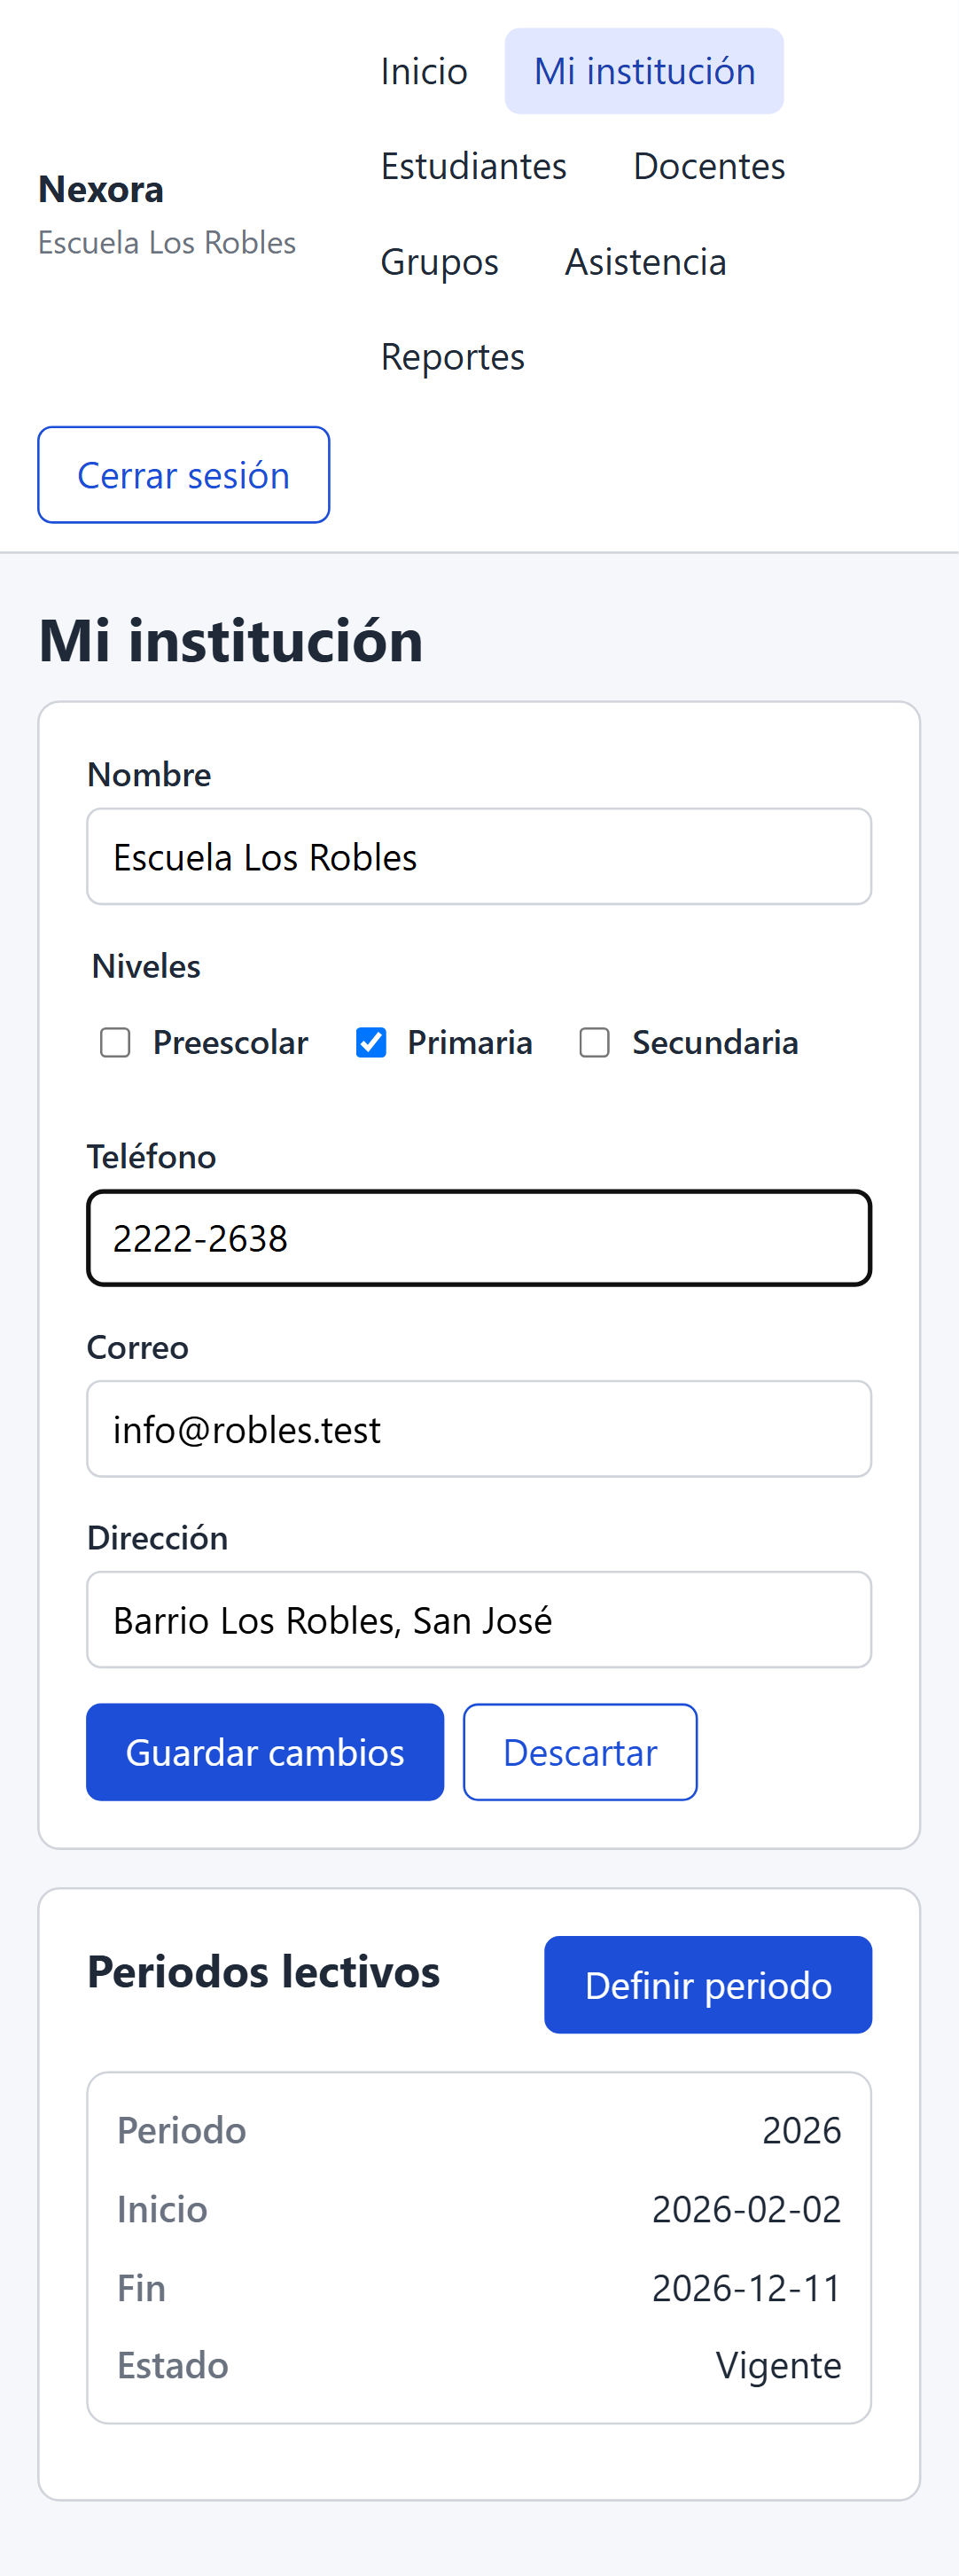 Nexora
Escuela Los Robles
Inicio Mi institución
Estudiantes Docentes
Grupos Asistencia
Reportes
Cerrar sesión
Mi institución
Nombre
Escuela Los Robles
Niveles
Preescolar Primaria Secundaria
Teléfono
2222-2638
Correo
info@robles.test
Dirección
Barrio Los Robles, San José
Guardar cambios Descartar
Periodos lectivos Definir periodo
Periodo 2026
Inicio 2026-02-02
Fin 2026-12-11
Estado Vigente